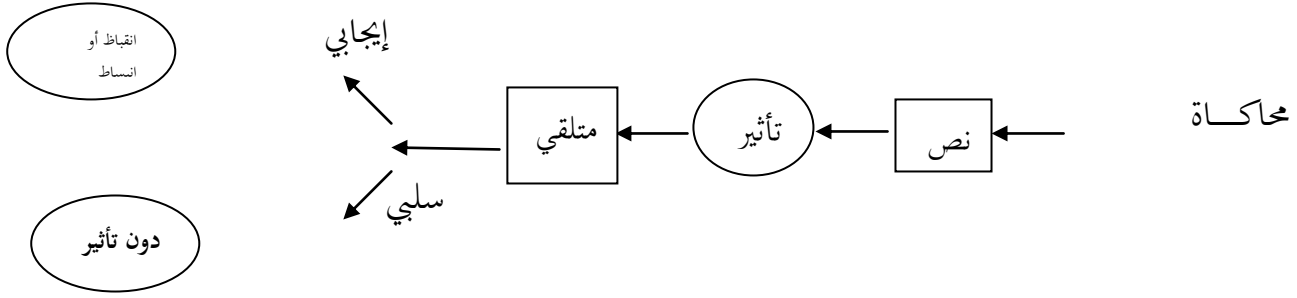 محاكـــاة
نص
تأثير
متلقي
إيجابي
سلبي
انقباظ أو
انبساط
دون تأثير